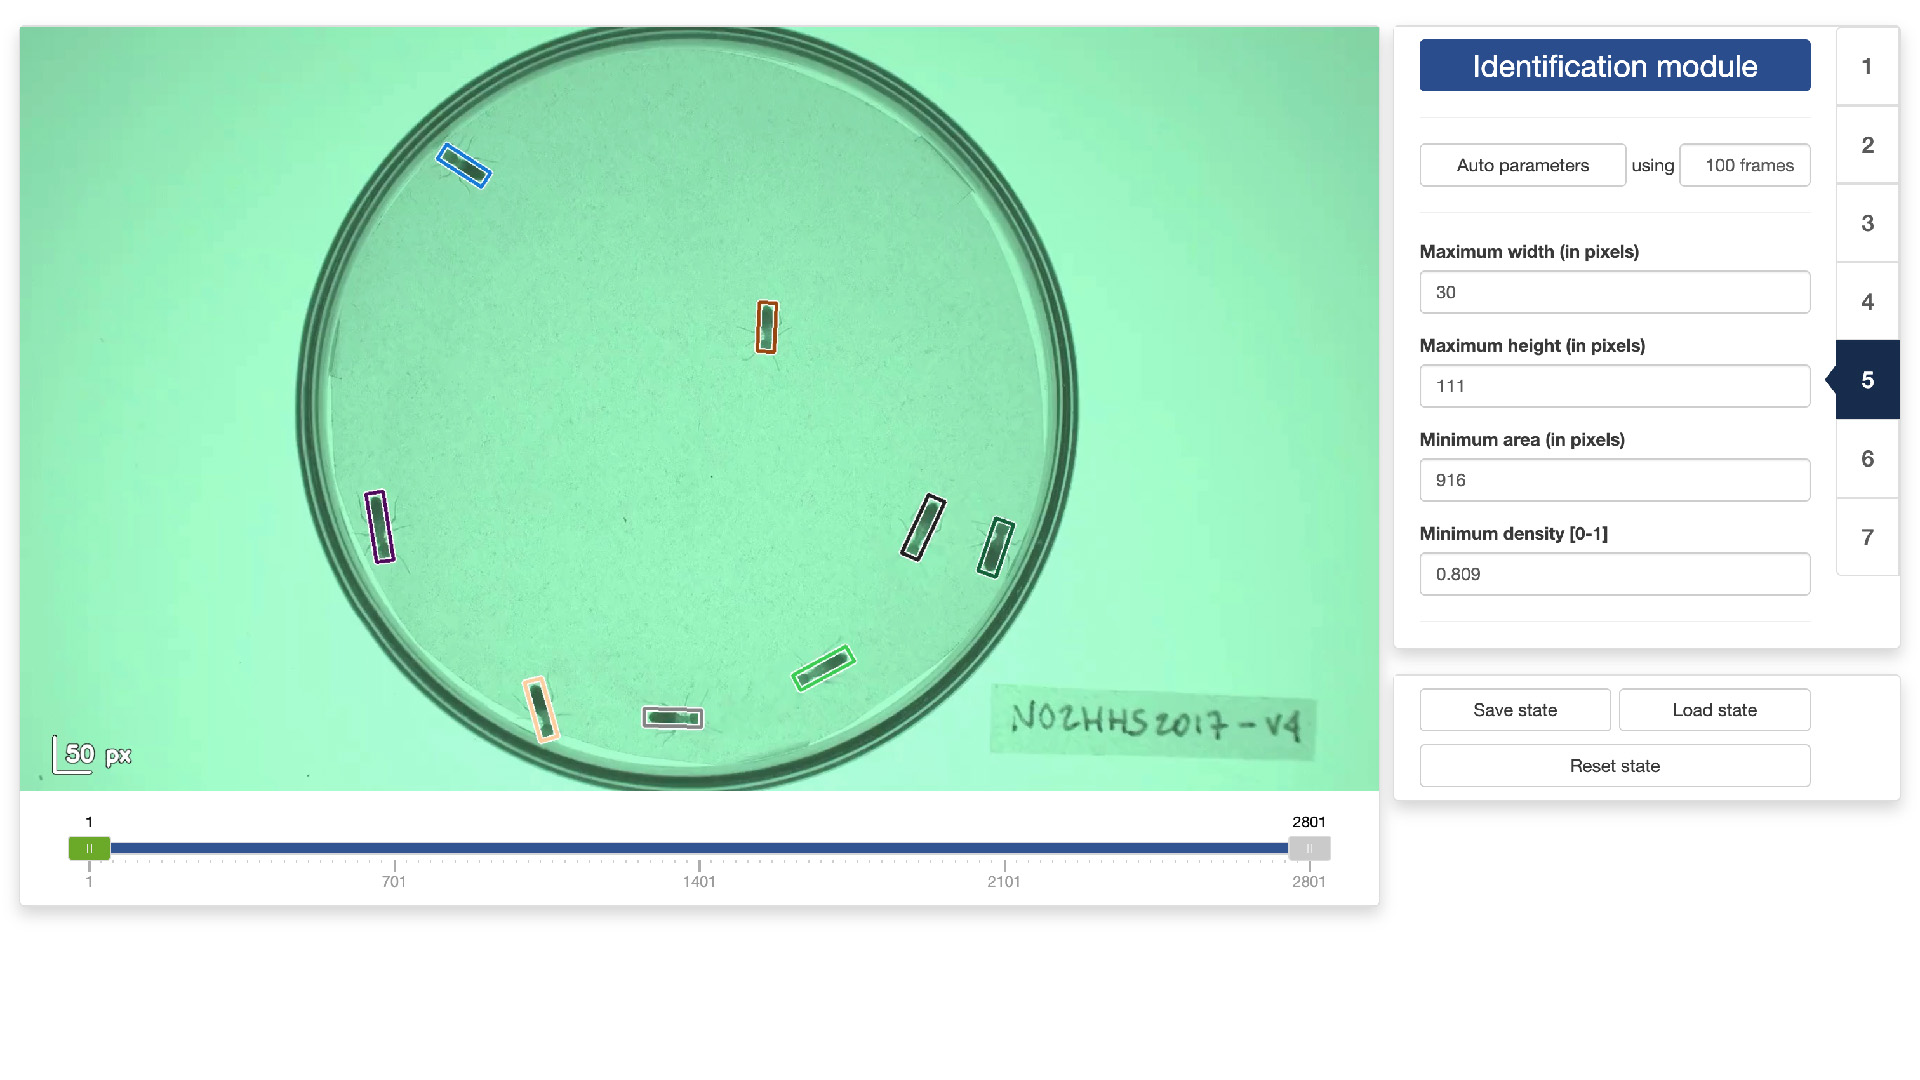 Identification module
1
2
3
4
5
6
7
Auto parameters using 100 frames
Maximum width (in pixels)
30
Maximum height (in pixels)
111
Minimum area (in pixels)
916
Minimum density [0-1]
0.809
Save state Load state
Reset state
NO2HHS2017-V4
50 px
1 2801
1 701 1401 2101 2801